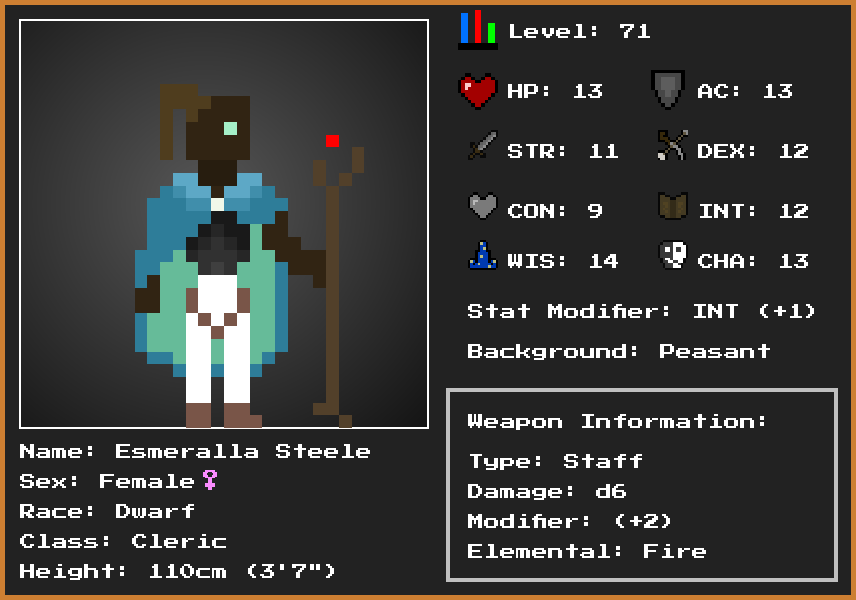 Level: 71
HP: 13
AC: 13
STR: 11
DEX: 12
CON: 9
INT: 12
WIS: 14
CHA: 13
Stat Modifier: INT (+1)
Background: Peasant
Weapon Information:
Type: Staff
Damage: d6
Modifier: (+2)
Elemental: Fire
Name: Esmeralla Steele
Sex: Female♀
Race: Dwarf
Class: Cleric
Height: 110cm (3'7")